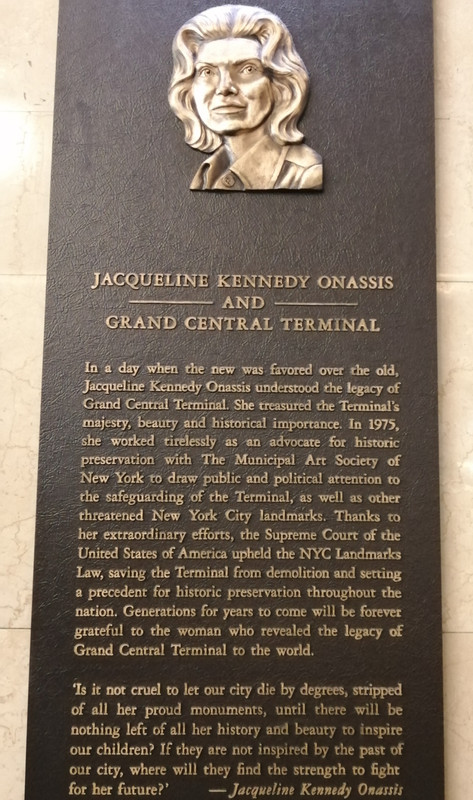 JACQUELINE KENNEDY ONASSIS
AND
GRAND CENTRAL TERMINAL
In a day when the new was favored over the old,
Jacqueline Kennedy Onassis understood the legacy of
Grand Central Terminal. She treasured the Terminal's
majesty, beauty and historical importance. In 1975,
she worked tirelessly as an advocate for historic
preservation with The Municipal Art Society of
New York to draw public and political attention to
the safeguarding of the Terminal, as well as other
threatened New York City landmarks. Thanks to
her extraordinary efforts, the Supreme Court of the
United States of America upheld the NYC Landmarks
Law, saving the Terminal from demolition and setting
a precedent for historic preservation throughout the
nation. Generations for years to come will be forever
grateful to the woman who revealed the legacy of
Grand Central Terminal to the world.
'Is it not cruel to let our city die by degrees, stripped
of all her proud monuments, until there will be
nothing left of all her history and beauty to inspire
our children? If they are not inspired by the past of
our city, where will they find the strength to fight
for her future?' — Jacqueline Kennedy Onassis